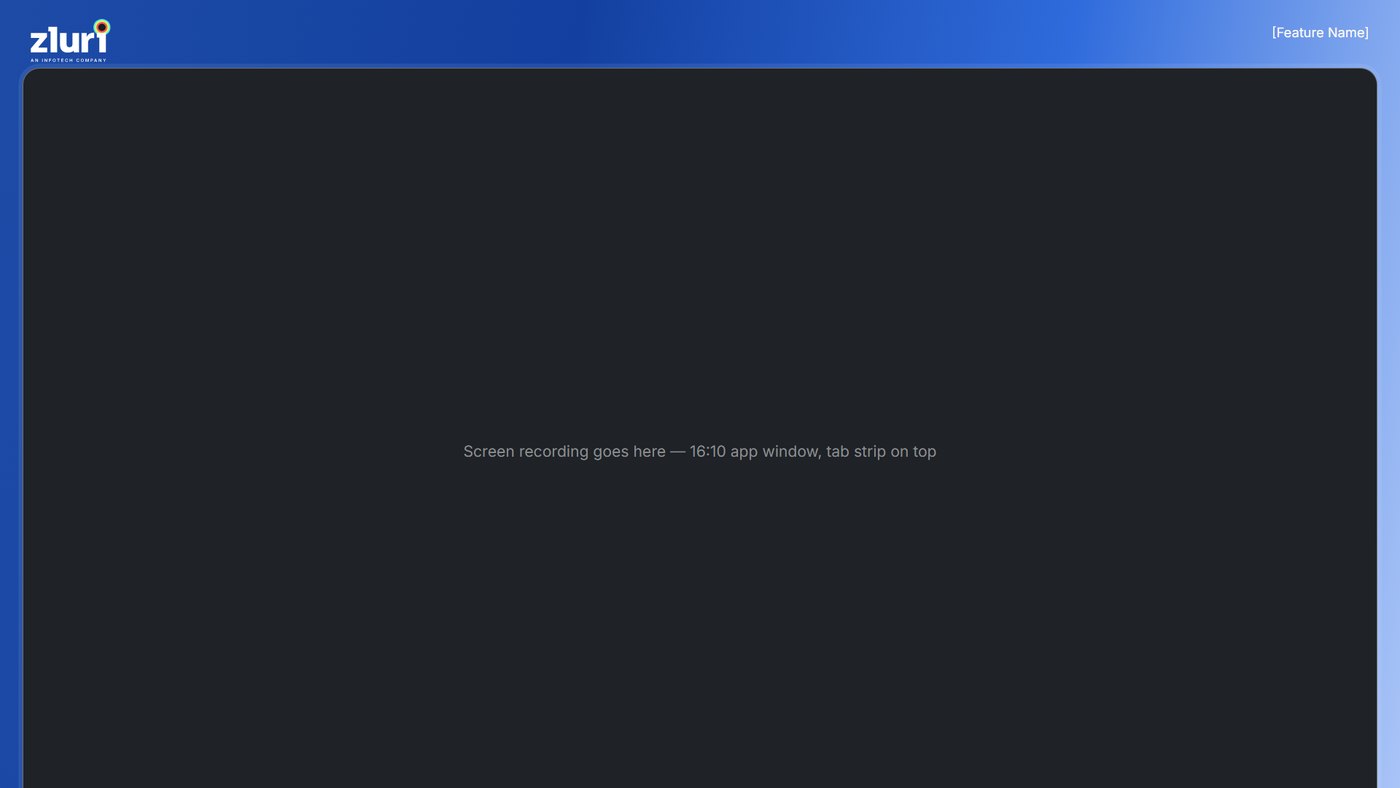 zluri
AN INFOTECH COMPANY
[Feature Name]
Screen recording goes here — 16:10 app window, tab strip on top